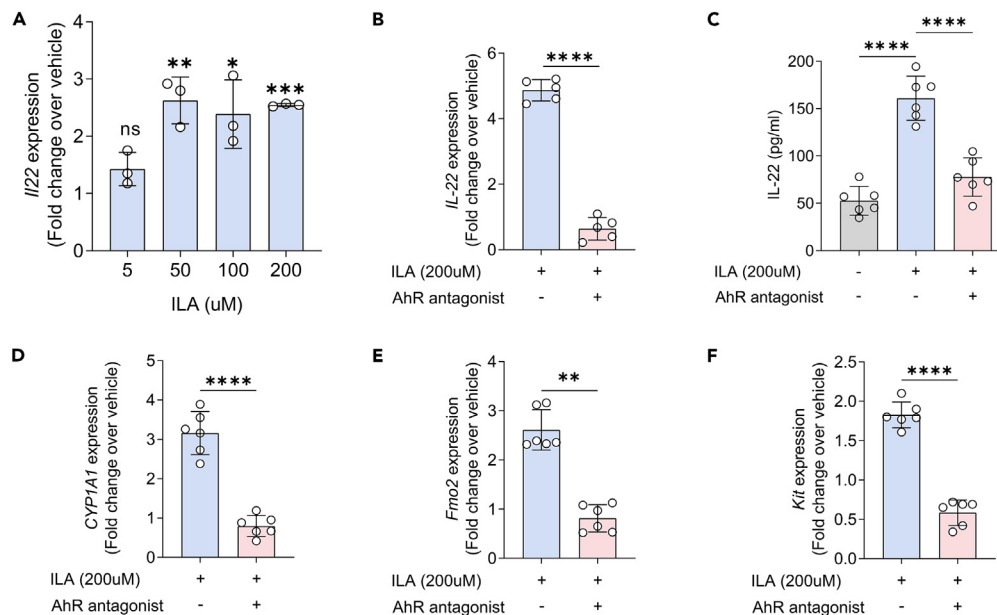 A
Il22 expression
(Fold change over vehicle)
4
3
2
1
0
ns
**
*
***
5 50 100 200
ILA (uM)
B
IL-22 expression
(Fold change over vehicle)
6
4
2
0
****
ILA (200uM) + +
AhR antagonist - +
C
IL-22 (pg/ml)
200
150
100
50
0
**** ****
ILA (200uM) - + +
AhR antagonist - - +
D
CYP1A1 expression
(Fold change over vehicle)
5
4
3
2
1
0
****
ILA (200uM) + +
AhR antagonist - +
E
Fmo2 expression
(Fold change over vehicle)
4
3
2
1
0
**
ILA (200uM) + +
AhR antagonist - +
F
Kit expression
(Fold change over vehicle)
2.5
2.0
1.5
1.0
0.5
0.0
****
ILA (200uM) + +
AhR antagonist - +